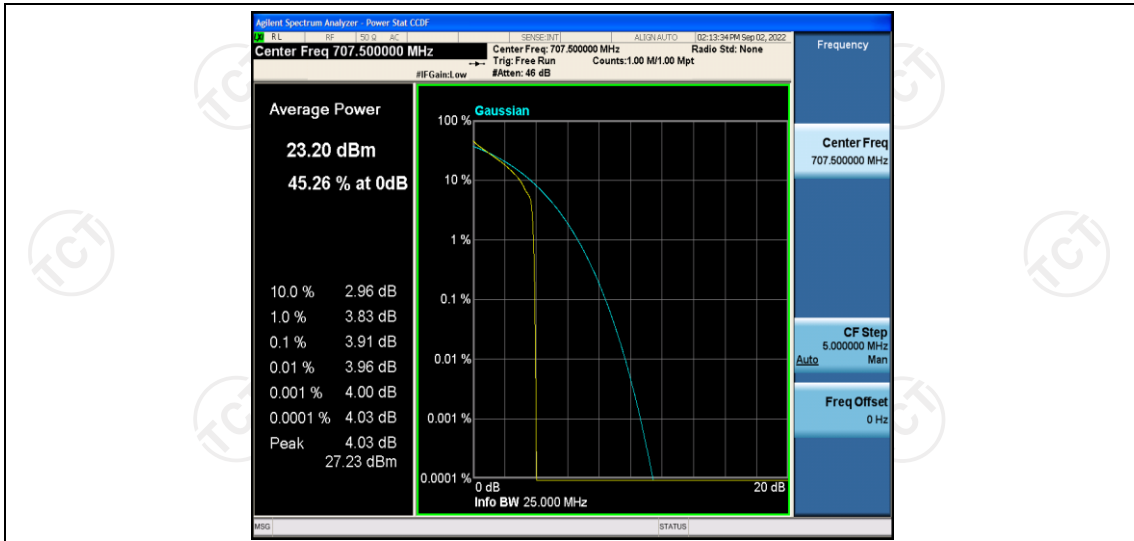 Agilent Spectrum Analyzer - Power Stat CCDF
LXI RL RF 50 Ω AC SENSE:INT ALIGN AUTO 02:13:34 PM Sep 02, 2022
Center Freq 707.500000 MHz
Center Freq: 707.500000 MHz Radio Std: None
Trig: Free Run Counts:1.00 M/1.00 Mpt
#IFGain:Low #Atten: 46 dB
Frequency
Average Power
23.20 dBm
45.26 % at 0dB
10.0 % 2.96 dB
1.0 % 3.83 dB
0.1 % 3.91 dB
0.01 % 3.96 dB
0.001 % 4.00 dB
0.0001 % 4.03 dB
Peak 4.03 dB
27.23 dBm
Gaussian
100 %
10 %
1 %
0.1 %
0.01 %
0.001 %
0.0001 %
0 dB 20 dB
Info BW 25.000 MHz
Center Freq
707.500000 MHz
CF Step
5.000000 MHz
Auto Man
Freq Offset
0 Hz
MSG STATUS
TCT
TCT
TCT
TCT
TCT
TCT